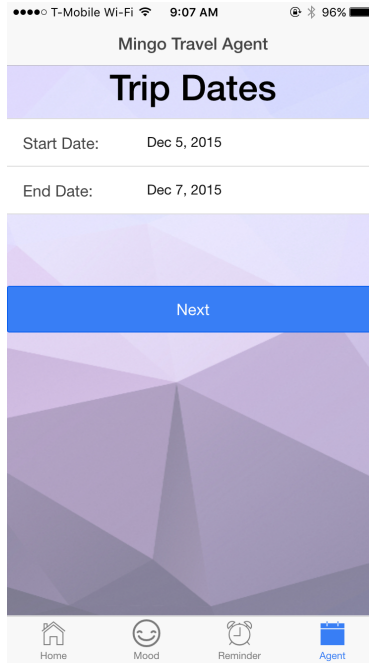 ●●●●○ T-Mobile Wi-Fi 9:07 AM 96%
Mingo Travel Agent
Trip Dates
Start Date: Dec 5, 2015
End Date: Dec 7, 2015
Next
Home Mood Reminder Agent